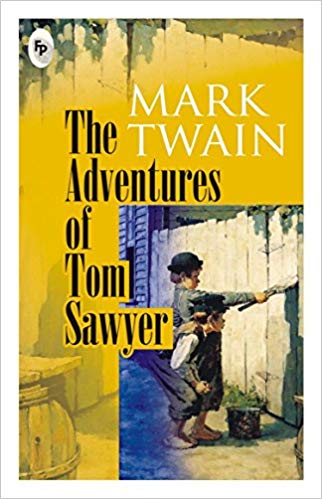 FP
MARK
TWAIN
The
Adventures
of
Tom
Sawyer